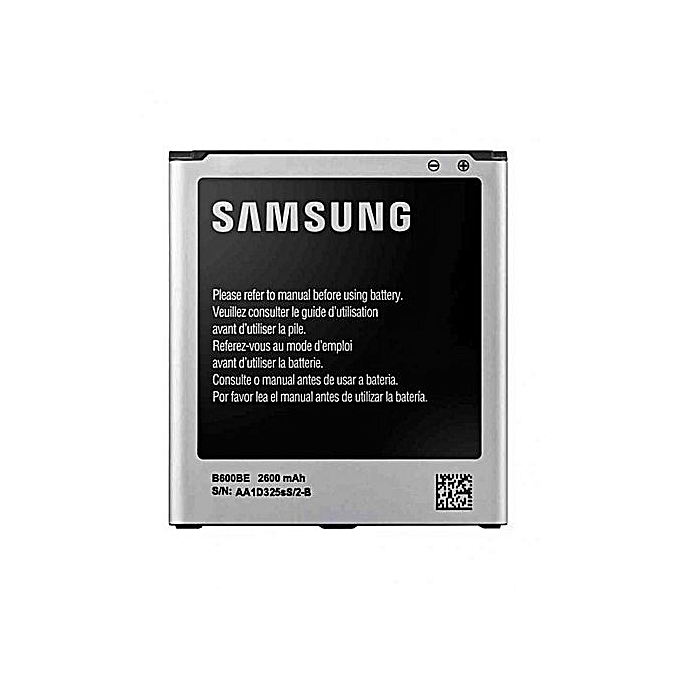 SAMSUNG
Please refer to manual before using battery.
Veuillez consulter le guide d'utilisation
avant d'utiliser la pile.
Referez-vous au mode d'emploi
avant d'utiliser la batterie.
Consulte o manual antes de usar a bateria.
Por favor lea el manual antes de utilizar la batería.
B600BE 2600 mAh
S/N: AA1D325sS/2-B